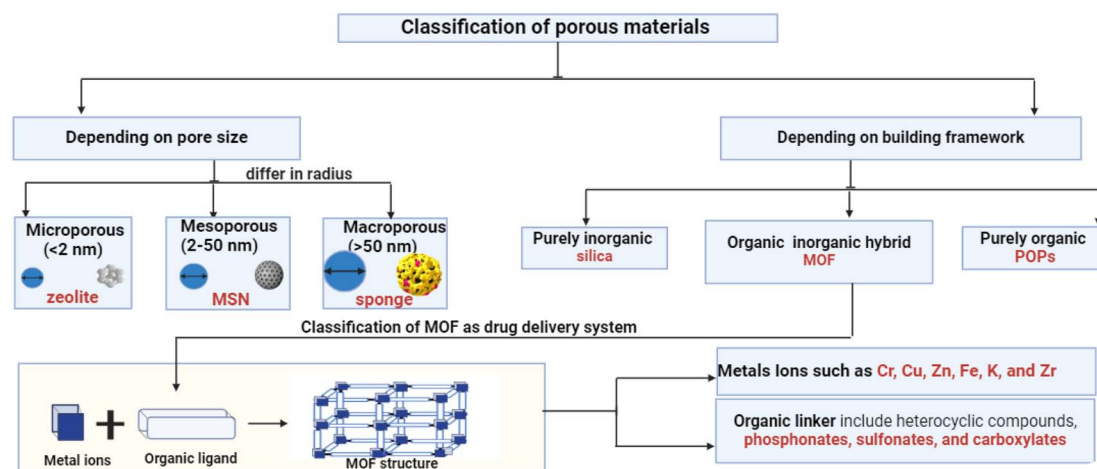 Classification of porous materials
Depending on pore size
Depending on building framework
differ in radius
Microporous
(<2 nm)
zeolite
Mesoporous
(2-50 nm)
MSN
Macroporous
(>50 nm)
sponge
Purely inorganic
silica
Organic inorganic hybrid
MOF
Purely organic
POPs
Classification of MOF as drug delivery system
Metal ions
Organic ligand
MOF structure
Metals Ions such as Cr, Cu, Zn, Fe, K, and Zr
Organic linker include heterocyclic compounds,
phosphonates, sulfonates, and carboxylates